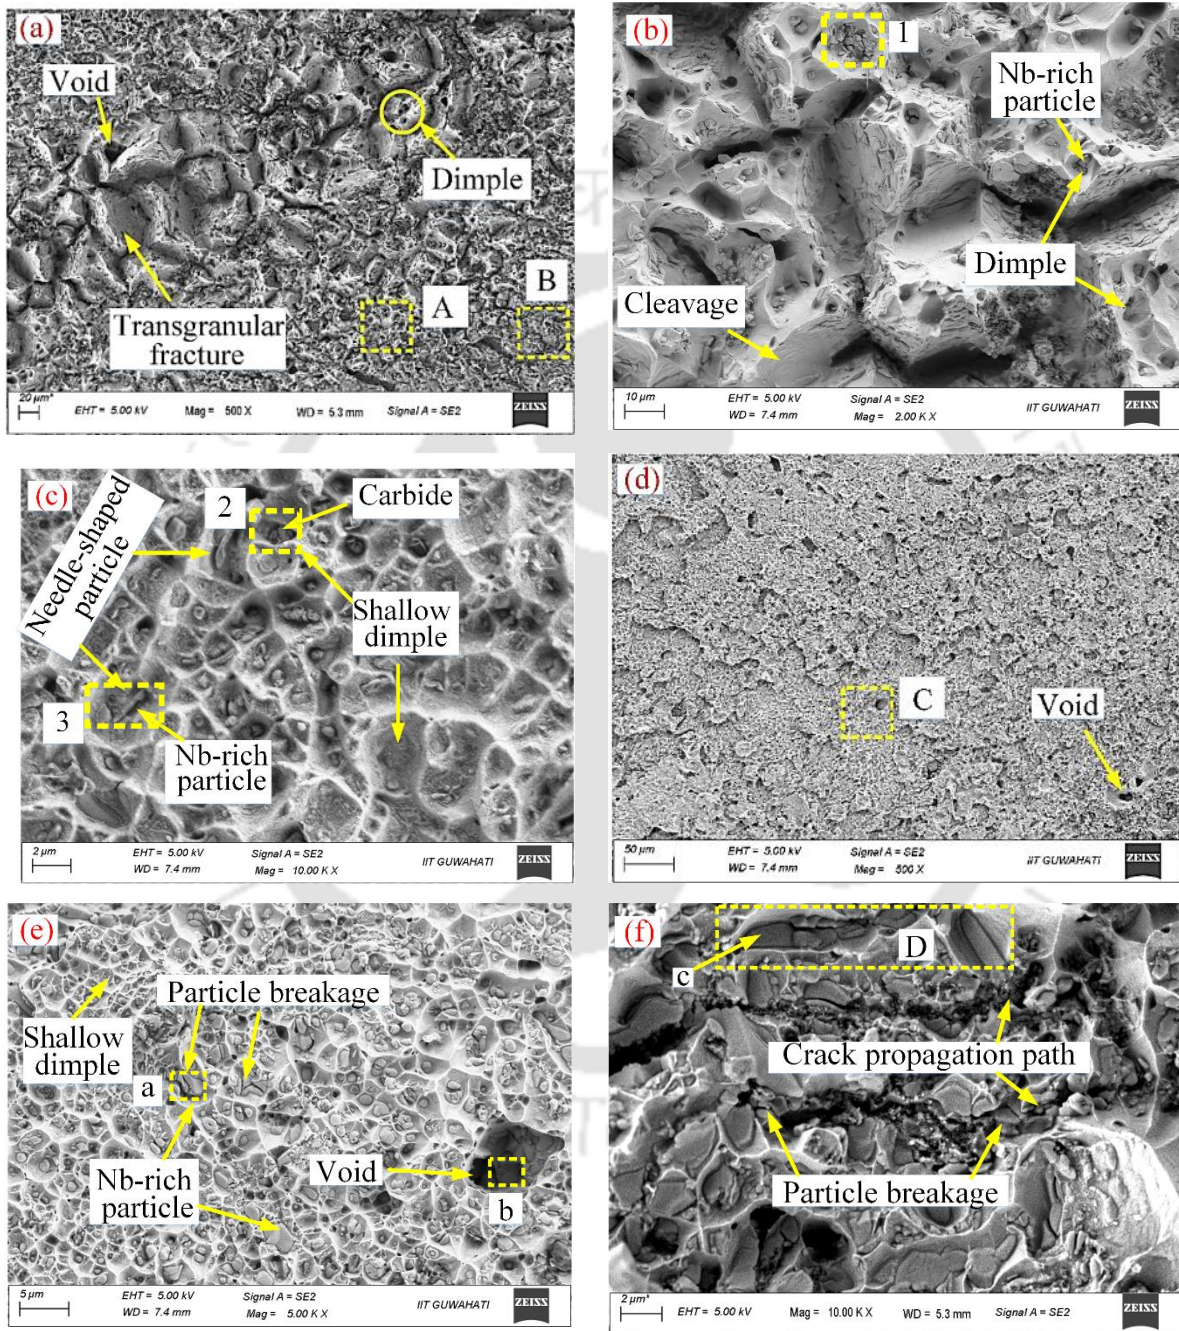 (a)
Void
Dimple
Transgranular
fracture
A
B
20 µm*
EHT = 5.00 kV
Mag = 500 X
WD = 5.3 mm
Signal A = SE2
ZEISS
(b)
1
Nb-rich
particle
Dimple
Cleavage
10 µm
EHT = 5.00 kV
WD = 7.4 mm
Signal A = SE2
Mag = 2.00 K X
IIT GUWAHATI
ZEISS
(c)
2
Carbide
Needle-shaped
particle
Shallow
dimple
3
Nb-rich
particle
2 µm
EHT = 5.00 kV
WD = 7.4 mm
Signal A = SE2
Mag = 10.00 K X
IIT GUWAHATI
ZEISS
(d)
C
Void
50 µm
EHT = 5.00 kV
WD = 7.4 mm
Signal A = SE2
Mag = 500 X
IIT GUWAHATI
ZEISS
(e)
Particle breakage
Shallow
dimple
a
Nb-rich
particle
Void
b
5 µm
EHT = 5.00 kV
WD = 7.4 mm
Signal A = SE2
Mag = 5.00 K X
IIT GUWAHATI
ZEISS
(f)
D
c
Crack propagation path
Particle breakage
2 µm*
EHT = 5.00 kV
Mag = 10.00 K X
WD = 5.3 mm
Signal A = SE2
ZEISS